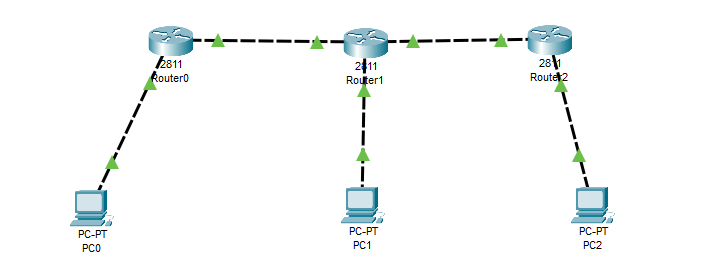 2811
Router0
2811
Router1
2811
Router2
PC-PT
PC0
PC-PT
PC1
PC-PT
PC2